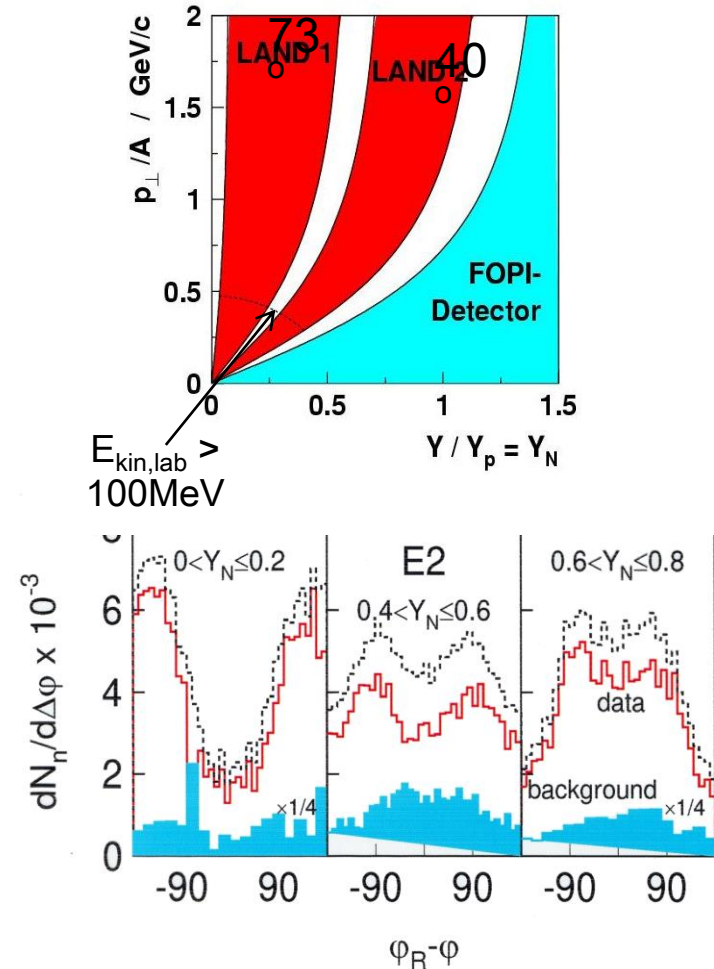 2
73
LAND 1
40
LAND 2
o
o
1.5
p⊥ /A / GeV/c
1
FOPI-
Detector
0.5
0
0 0.5 1 1.5
E kin,lab >
100MeV
Y / Yp = YN
8
0<YN≤0.2
E2
0.6<YN≤0.8
0.4<YN≤0.6
6
dNn/dΔφ x 10-3
4
data
2
background
×1/4
×1/4
0
-90 90 -90 90 -90 90
φR-φ